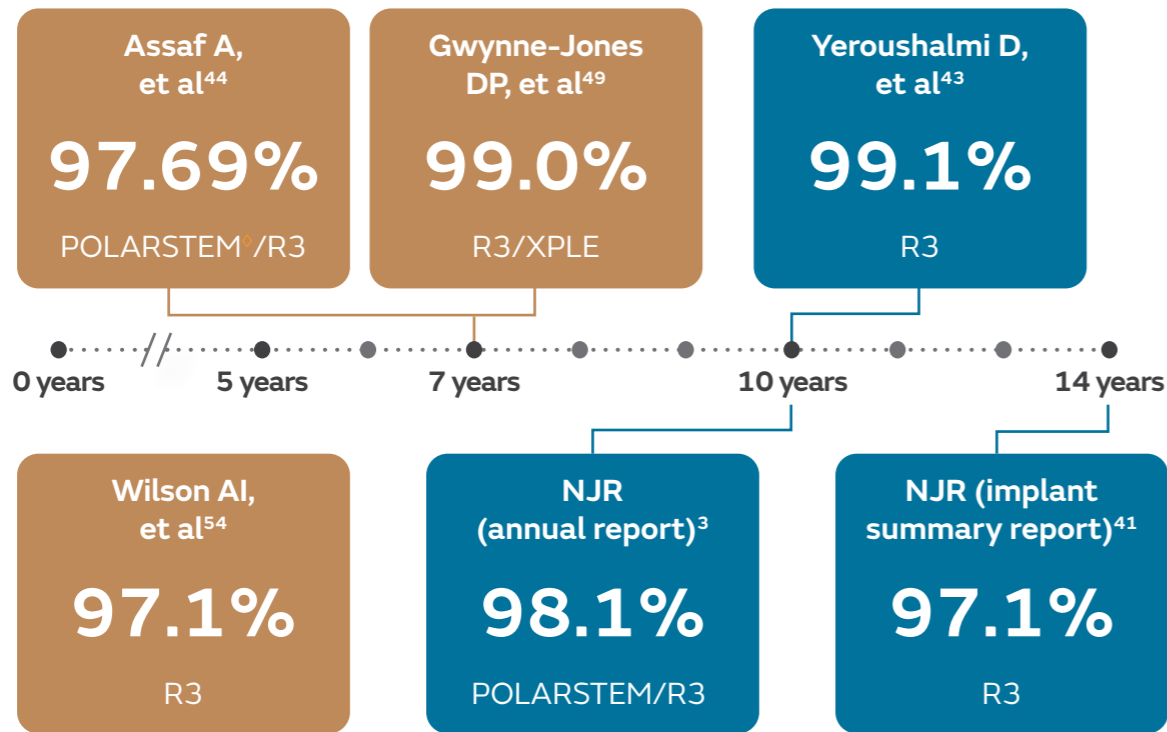 Assaf A,
et al⁴⁴
97.69%
POLARSTEM◊/R3
Gwynne-Jones
DP, et al⁴⁹
99.0%
R3/XPLE
Yeroushalmi D,
et al⁴³
99.1%
R3
0 years
5 years
7 years
10 years
14 years
Wilson AI,
et al⁵⁴
97.1%
R3
NJR
(annual report)³
98.1%
POLARSTEM/R3
NJR (implant
summary report)⁴¹
97.1%
R3